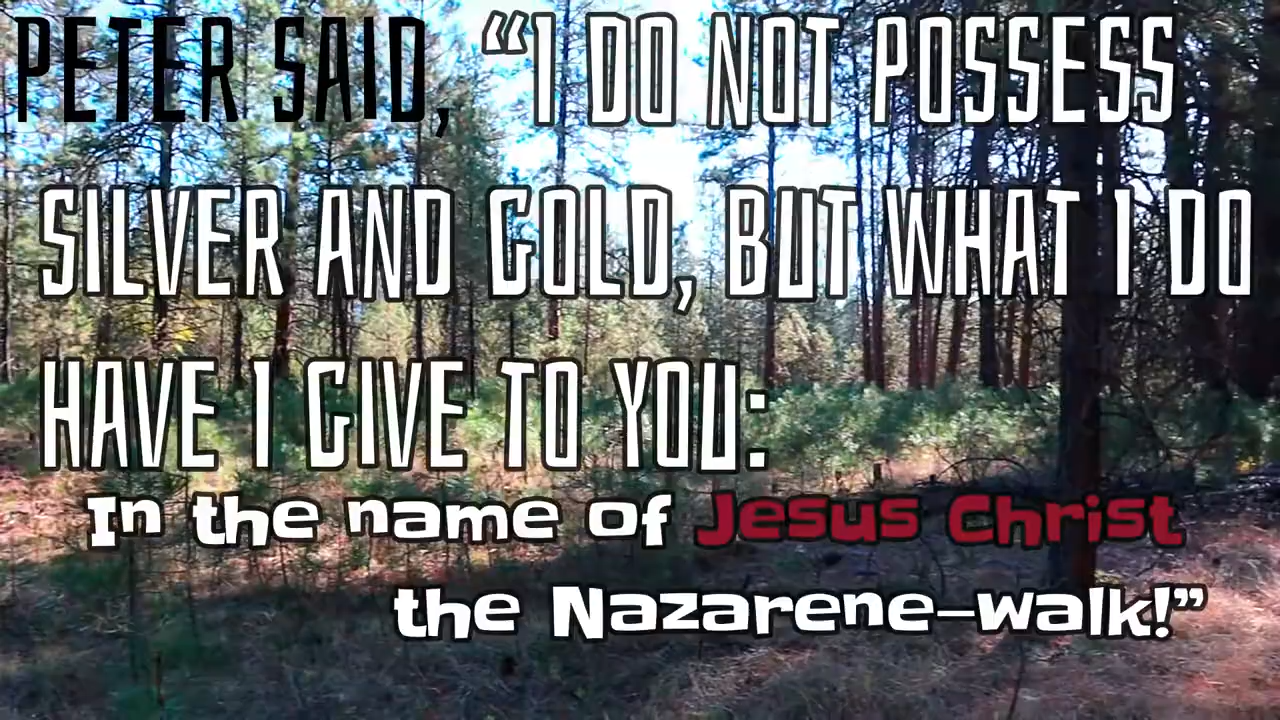 PETER SAID, “I DO NOT POSSESS
SILVER AND GOLD, BUT WHAT I DO
HAVE I GIVE TO YOU:
In the name of Jesus Christ
the Nazarene–walk!”